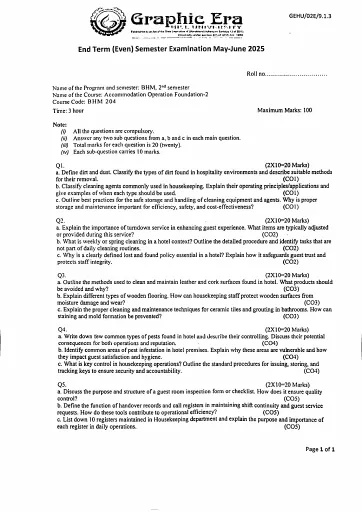 GEHU/02E/9.1.3
Graphic Era
HILL UNIVERSITY
End Term (Even) Semester Examination May-June 2025
Roll no.
Name of the Program and semester: BHM, 2nd semester
Name of the Course: Accommodation Operation Foundation-2
Course Code: BHM 204
Time: 3 hour Maximum Marks: 100
Note:
(i) All the questions are compulsory.
(ii) Answer any two sub questions from a, b and c in each main question.
(iii) Total marks for each question is 20 (twenty).
(iv) Each sub-question carries 10 marks.
Q1. (2X10=20 Marks)
a. Define dirt and dust. Classify the types of dirt found in hospitality environments and describe suitable methods
for their removal. (CO1)
b. Classify cleaning agents commonly used in housekeeping. Explain their operating principles/applications and
give examples of when each type should be used. (CO1)
c. Outline best practices for the safe storage and handling of cleaning equipment and agents. Why is proper
storage and maintenance important for efficiency, safety, and cost-effectiveness? (CO1)
Q2. (2X10=20 Marks)
a. Explain the importance of turndown service in enhancing guest experience. What items are typically adjusted
or provided during this service? (CO2)
b. What is weekly or spring cleaning in a hotel context? Outline the detailed procedure and identify tasks that are
not part of daily cleaning routines. (CO2)
c. Why is a clearly defined lost and found policy essential in a hotel? Explain how it safeguards guest trust and
protects staff integrity. (CO2)
Q3. (2X10=20 Marks)
a. Outline the methods used to clean and maintain leather and cork surfaces found in hotel. What products should
be avoided and why? (CO3)
b. Explain different types of wooden flooring. How can housekeeping staff protect wooden surfaces from
moisture damage and wear? (CO3)
c. Explain the proper cleaning and maintenance techniques for ceramic tiles and grouting in bathrooms. How can
staining and mold formation be prevented? (CO3)
Q4. (2X10=20 Marks)
a. Write down few common types of pests found in hotel and describe their controlling. Discuss their potential
consequences for both operations and reputation. (CO4)
b. Identify common areas of pest infestation in hotel premises. Explain why these areas are vulnerable and how
they impact guest satisfaction and hygiene. (CO4)
c. What is key control in housekeeping operations? Outline the standard procedures for issuing, storing, and
tracking keys to ensure security and accountability. (CO4)
Q5. (2X10=20 Marks)
a. Discuss the purpose and structure of a guest room inspection form or checklist. How does it ensure quality
control? (CO5)
b. Define the function of handover records and call registers in maintaining shift continuity and guest service
requests. How do these tools contribute to operational efficiency? (CO5)
c. List down 10 registers maintained in Housekeeping department and explain the purpose and importance of
each register in daily operations. (CO5)
Page 1 of 1